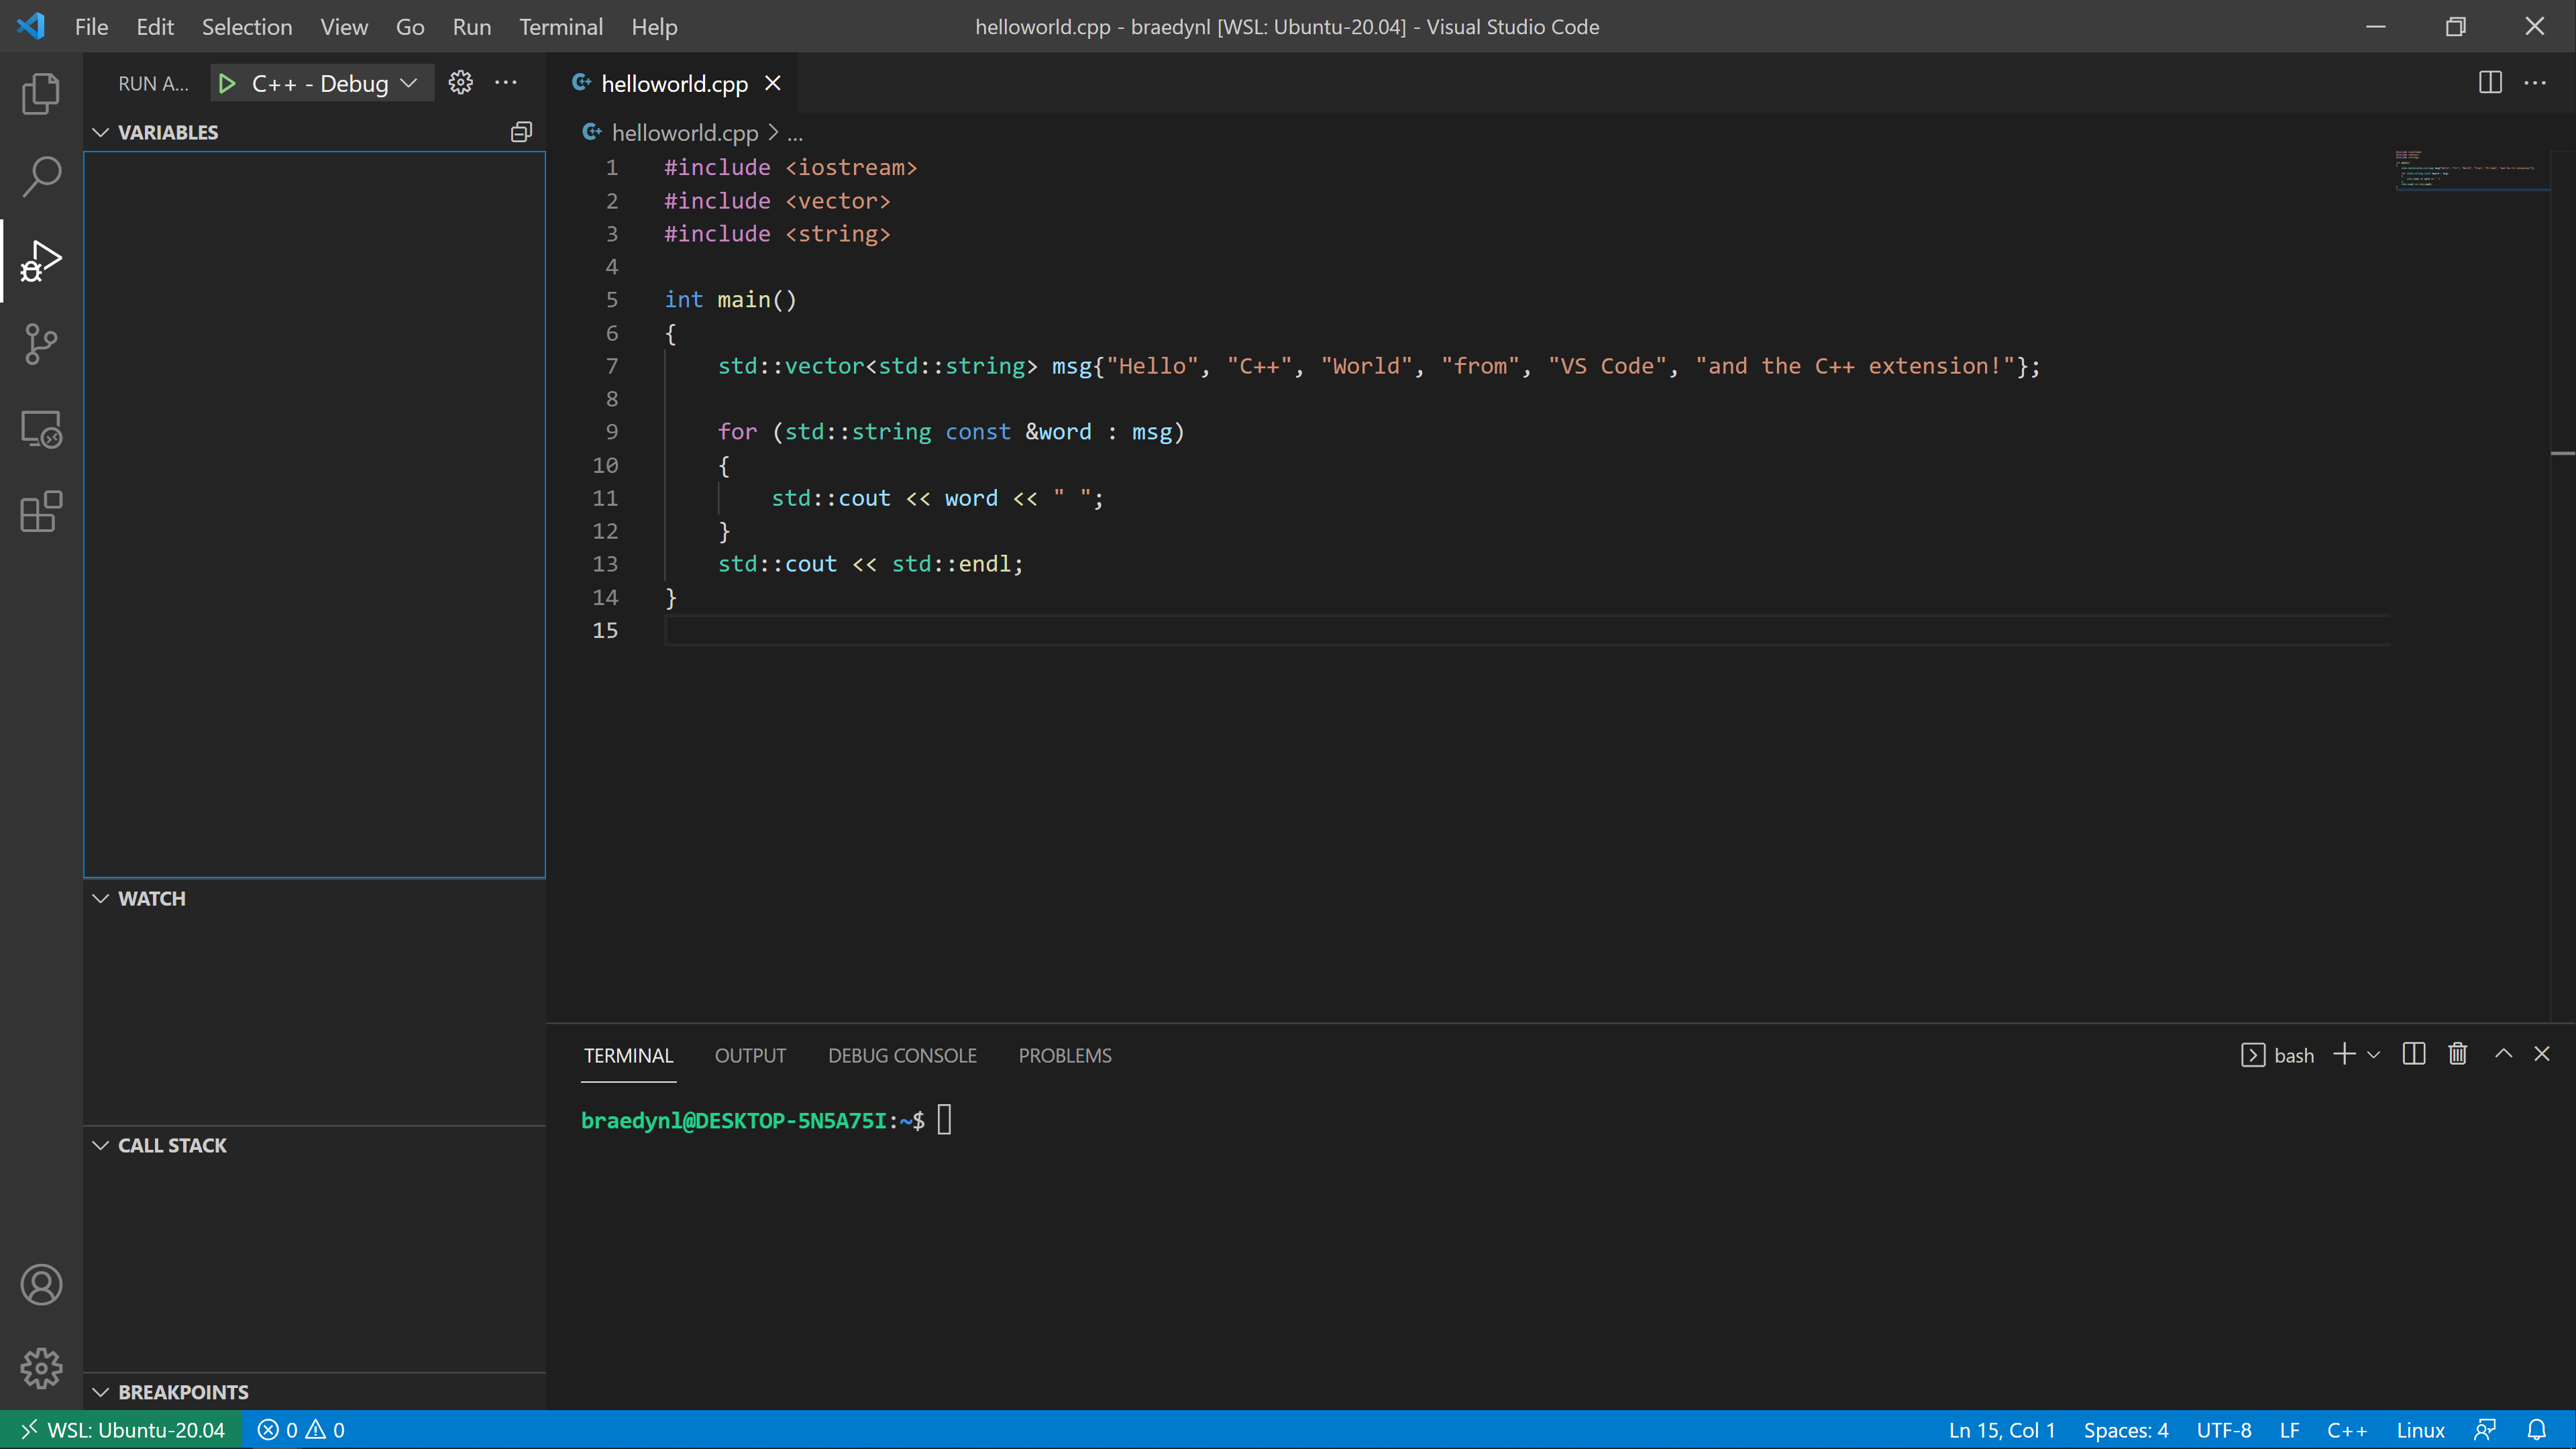 File Edit Selection View Go Run Terminal Help
helloworld.cpp - braedynl [WSL: Ubuntu-20.04] - Visual Studio Code
RUN A... C++ - Debug
VARIABLES
WATCH
CALL STACK
BREAKPOINTS
helloworld.cpp
helloworld.cpp > ...
1 #include <iostream>
2 #include <vector>
3 #include <string>
4
5 int main()
6 {
7     std::vector<std::string> msg{"Hello", "C++", "World", "from", "VS Code", "and the C++ extension!"};
8
9     for (std::string const &word : msg)
10     {
11         std::cout << word << " ";
12     }
13     std::cout << std::endl;
14 }
15
TERMINAL OUTPUT DEBUG CONSOLE PROBLEMS
bash
braedynl@DESKTOP-5N5A75I:~$
WSL: Ubuntu-20.04 0 0
Ln 15, Col 1 Spaces: 4 UTF-8 LF C++ Linux